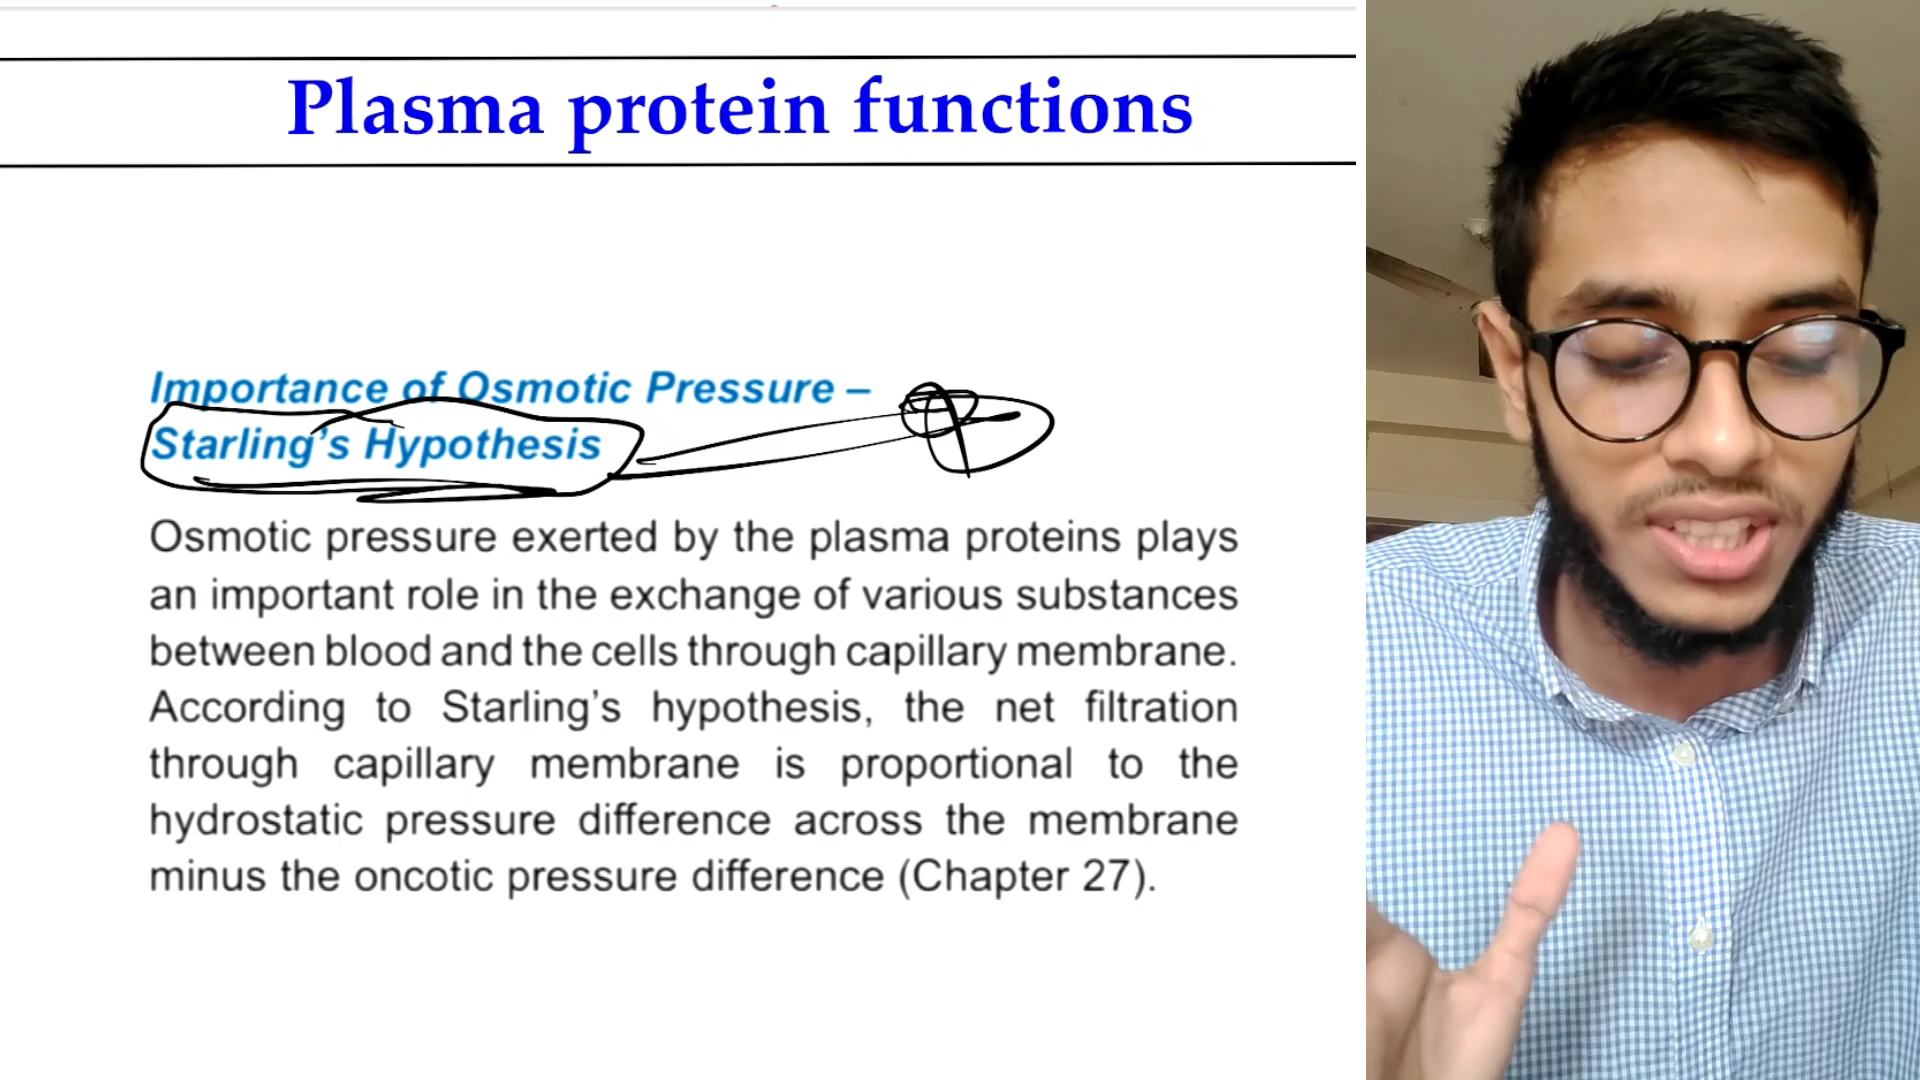 Plasma protein functions
Importance of Osmotic Pressure –
Starling’s Hypothesis
Osmotic pressure exerted by the plasma proteins plays
an important role in the exchange of various substances
between blood and the cells through capillary membrane.
According to Starling’s hypothesis, the net filtration
through capillary membrane is proportional to the
hydrostatic pressure difference across the membrane
minus the oncotic pressure difference (Chapter 27).